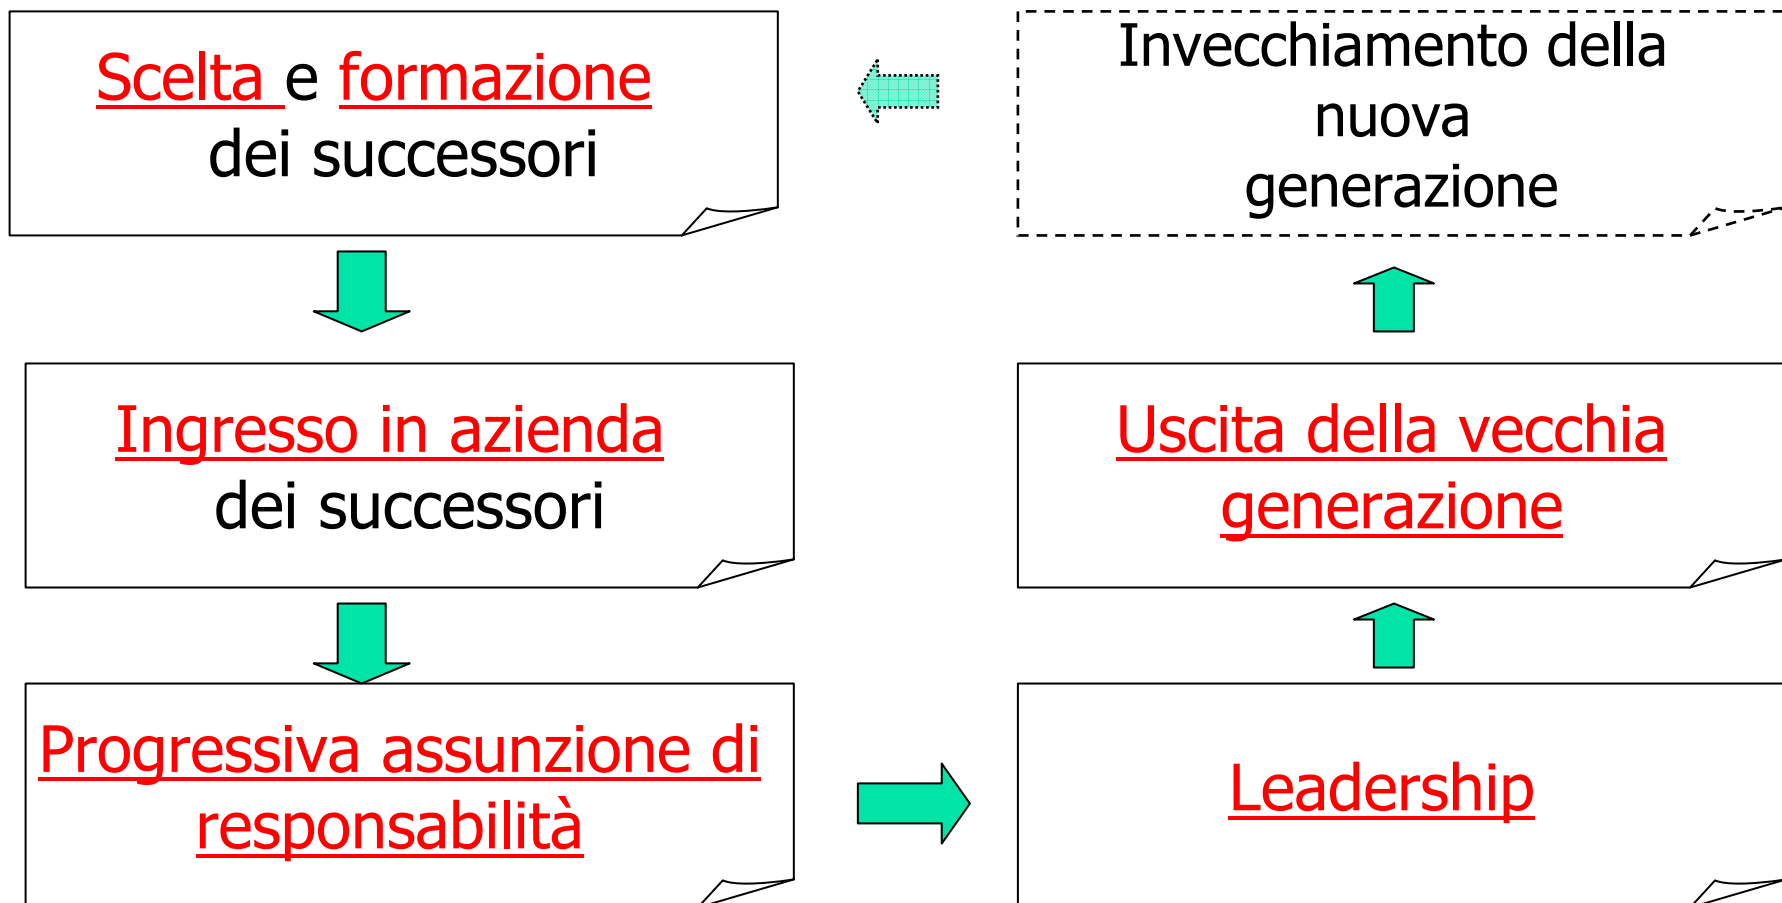 Scelta e formazione
dei successori
Ingresso in azienda
dei successori
Progressiva assunzione di
responsabilità
Leadership
Uscita della vecchia
generazione
Invecchiamento della
nuova
generazione